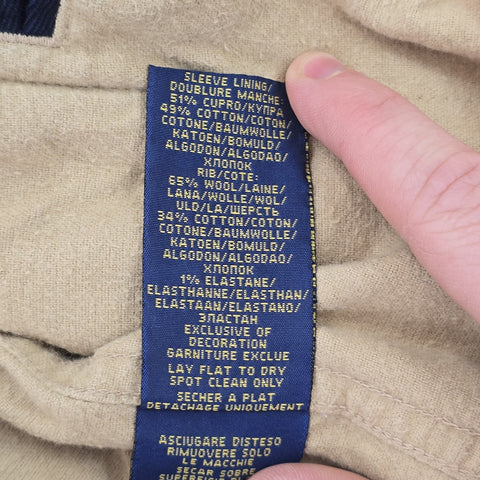 SLEEVE LINING/
DOUBLURE MANCHE:
51% CUPRO/КУПРА
49% COTTON/COTON/
COTONE/BAUMWOLLE/
KATOEN/BOMULD/
ALGODON/ALGODAO/
ХЛОПОК
RIB/COTE:
65% WOOL/LAINE/
LANA/WOLLE/WOL/
ULD/LA/ШЕРСТЬ
34% COTTON/COTON/
COTONE/BAUMWOLLE/
KATOEN/BOMULD/
ALGODON/ALGODAO/
ХЛОПОК
1% ELASTANE/
ELASTHANNE/ELASTHAN/
ELASTAAN/ELASTANO/
ЭЛАСТАН
EXCLUSIVE OF
DECORATION
GARNITURE EXCLUE
LAY FLAT TO DRY
SPOT CLEAN ONLY
SECHER A PLAT
DETACHAGE UNIQUEMENT
ASCIUGARE DISTESO
RIMUOVERE SOLO
LE MACCHIE
SECAR SOBRE
SUPERFICIE